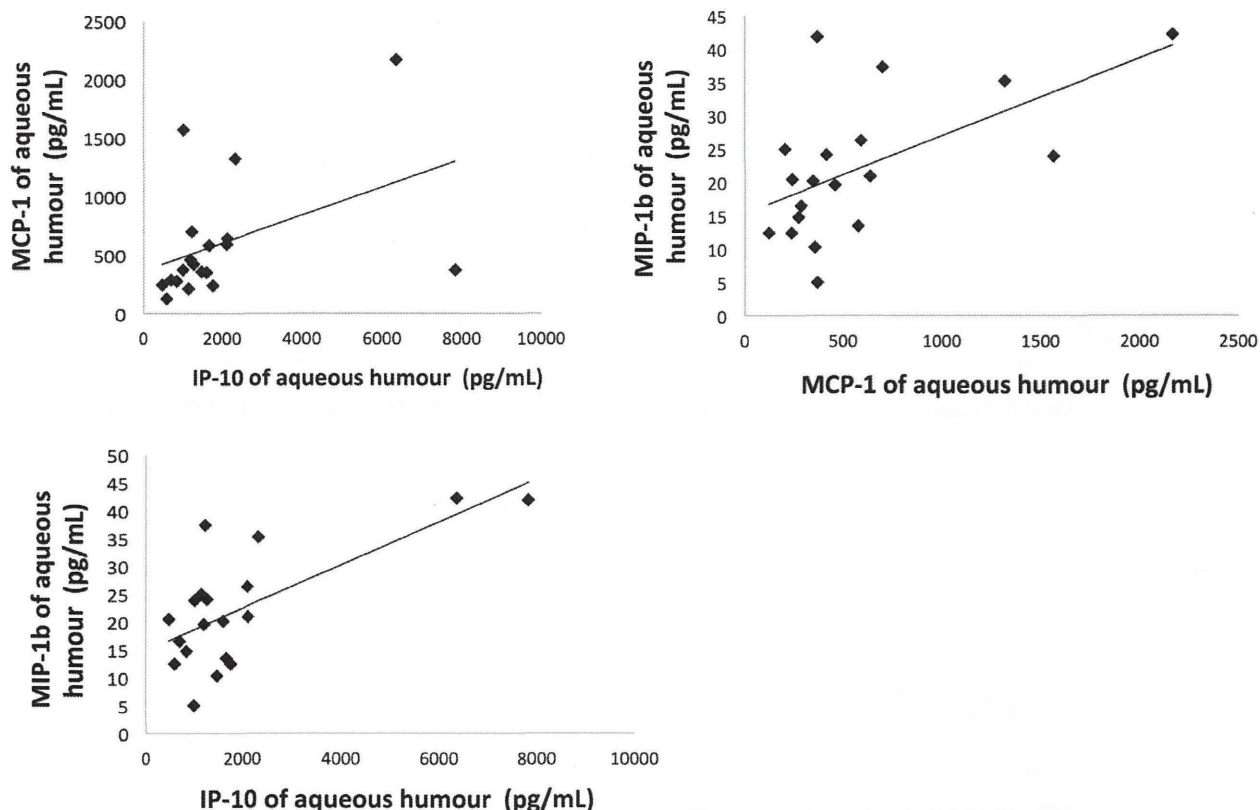 2500
2000
1500
1000
500
0
MCP-1 of aqueous
humour (pg/mL)
0 2000 4000 6000 8000 10000
IP-10 of aqueous humour (pg/mL)
45
40
35
30
25
20
15
10
5
0
MIP-1b of aqueous
humour (pg/mL)
0 500 1000 1500 2000 2500
MCP-1 of aqueous humour (pg/mL)
50
45
40
35
30
25
20
15
10
5
0
MIP-1b of aqueous
humour (pg/mL)
0 2000 4000 6000 8000 10000
IP-10 of aqueous humour (pg/mL)